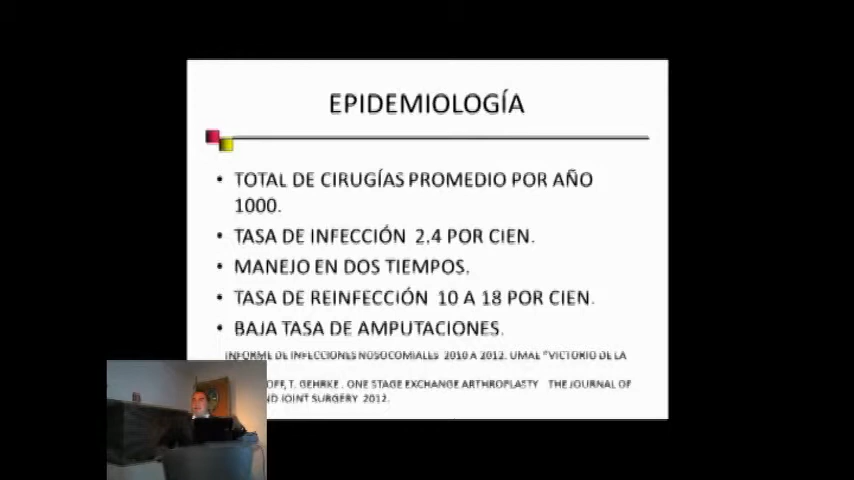 EPIDEMIOLOGÍA
• TOTAL DE CIRUGÍAS PROMEDIO POR AÑO
1000.
• TASA DE INFECCIÓN 2.4 POR CIEN.
• MANEJO EN DOS TIEMPOS.
• TASA DE REINFECCIÓN 10 A 18 POR CIEN.
• BAJA TASA DE AMPUTACIONES.
INFORME DE INFECCIONES NOSOCOMIALES 2010 A 2012. UMAE "VICTORIO DE LA
T. GEHRKE. ONE STAGE EXCHANGE ARTHROPLASTY THE JOURNAL OF
JOINT SURGERY 2012.